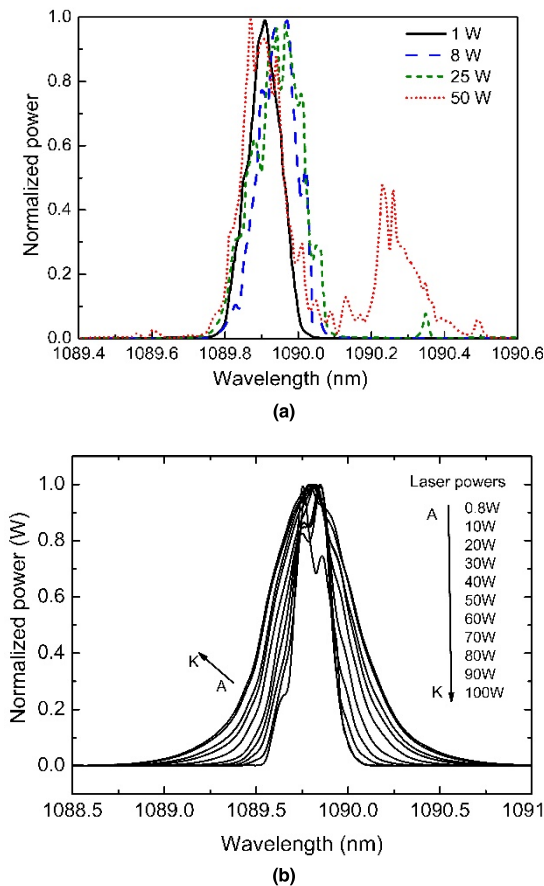 1.0
0.8
0.6
0.4
0.2
0.0
Normalized power
1 W
8 W
25 W
50 W
1089.4 1089.6 1089.8 1090.0 1090.2 1090.4 1090.6
Wavelength (nm)
(a)
1.0
0.8
0.6
0.4
0.2
0.0
Normalized power (W)
Laser powers
A
0.8W
10W
20W
30W
40W
50W
60W
70W
80W
90W
K
100W
K
A
1088.5 1089.0 1089.5 1090.0 1090.5 1091
Wavelength (nm)
(b)